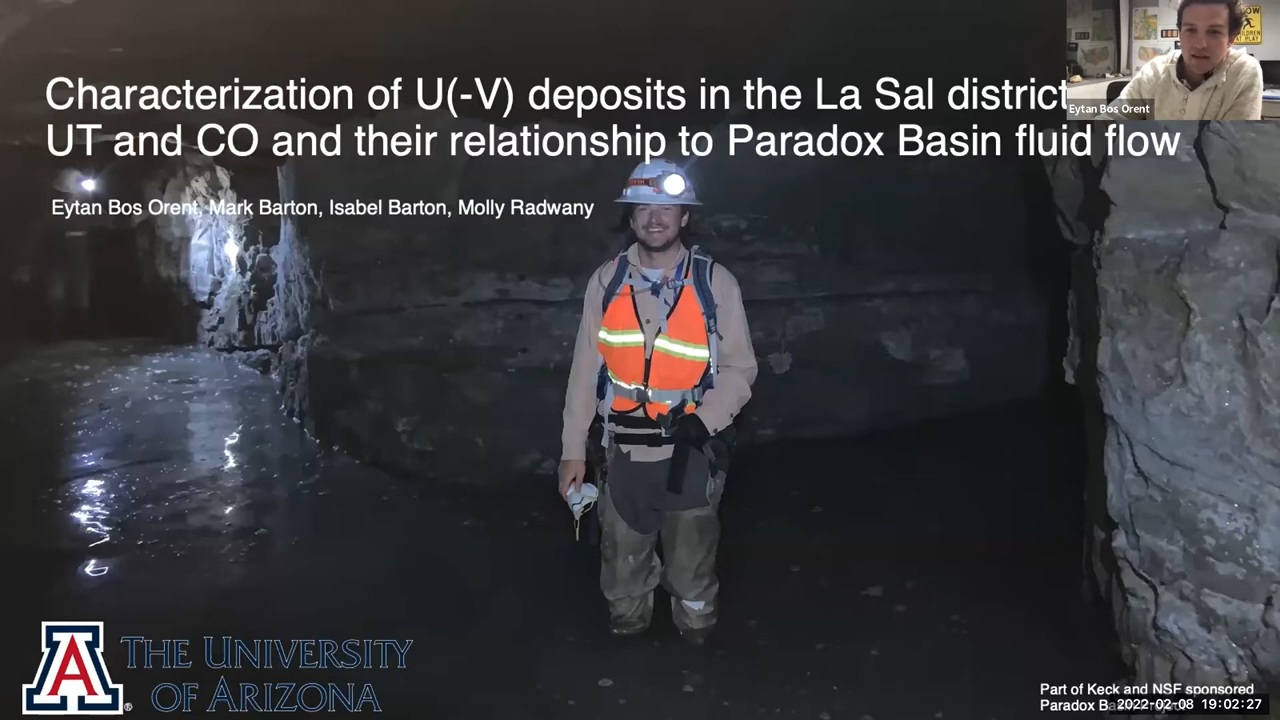 Characterization of U(-V) deposits in the La Sal district
UT and CO and their relationship to Paradox Basin fluid flow
Eytan Bos Orent
Eytan Bos Orent, Mark Barton, Isabel Barton, Molly Radwany
THE UNIVERSITY
OF ARIZONA
A
®
Part of Keck and NSF sponsored
Paradox 2022-02-08 19:02:27